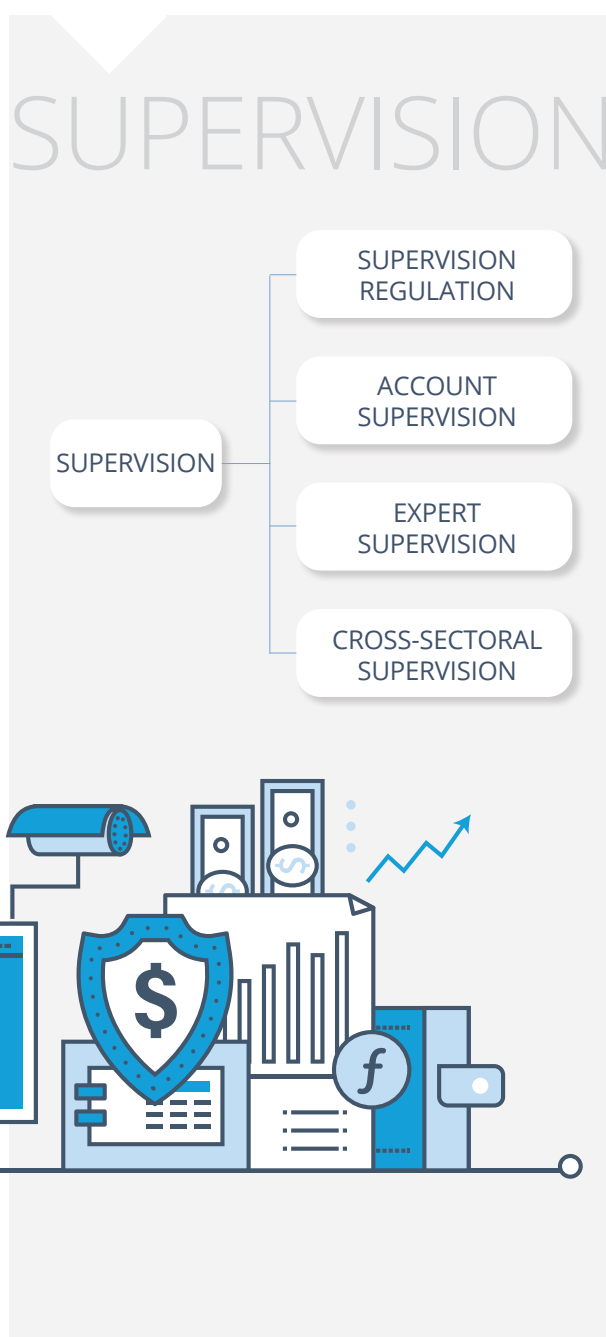 SUPERVISION
SUPERVISION
REGULATION
ACCOUNT
SUPERVISION
SUPERVISION
EXPERT
SUPERVISION
CROSS-SECTORAL
SUPERVISION
$
$
$
f